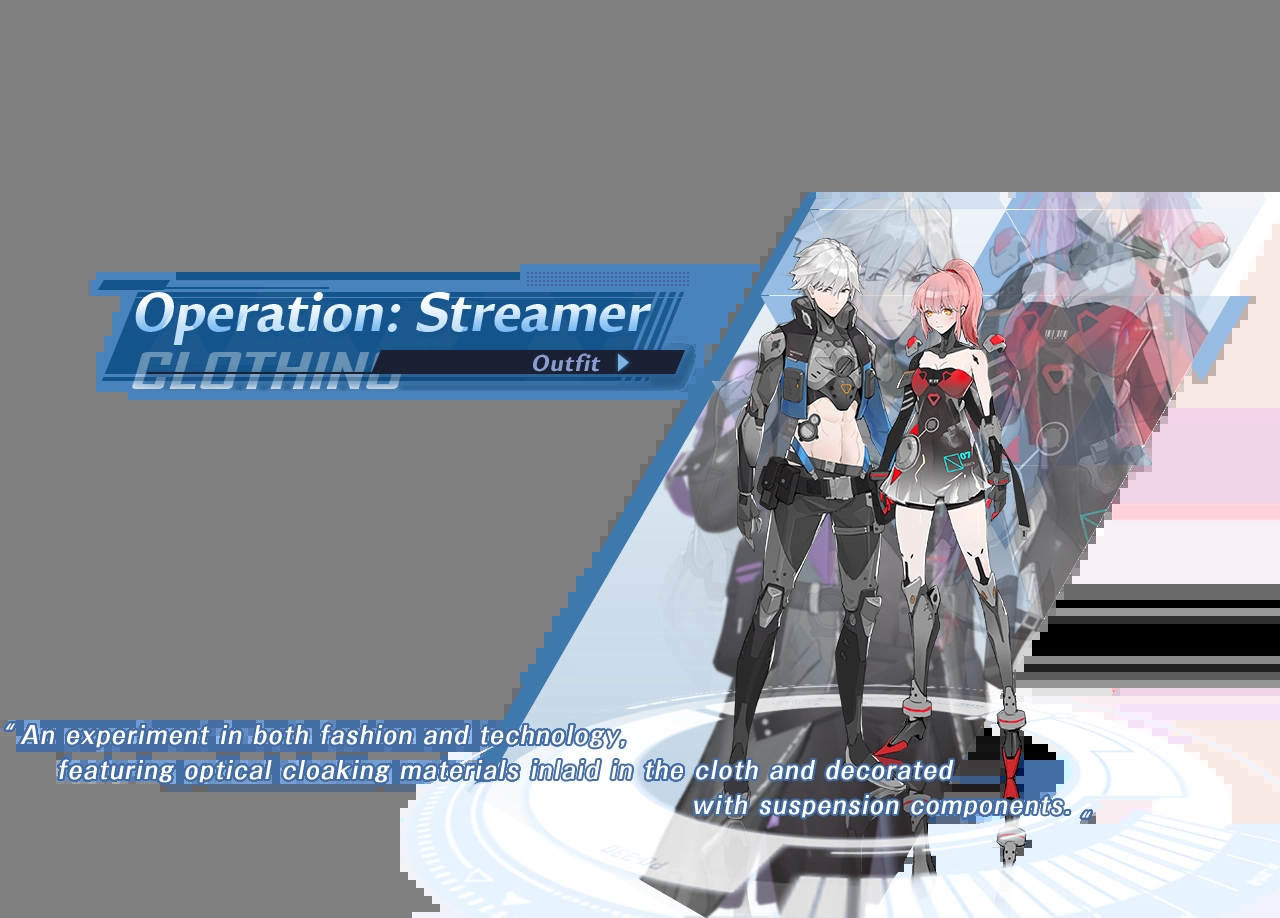 Operation: Streamer
CLOTHING
Outfit
“ An experiment in both fashion and technology,
featuring optical cloaking materials inlaid in the cloth and decorated
with suspension components. „